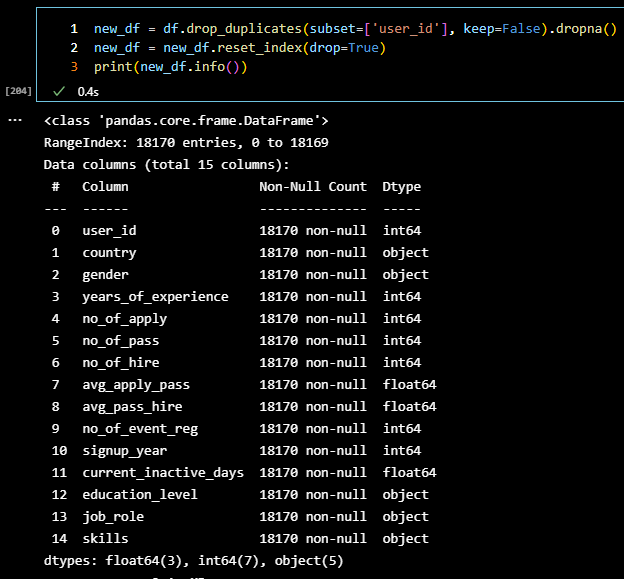 1 new_df = df.drop_duplicates(subset=['user_id'], keep=False).dropna()
2 new_df = new_df.reset_index(drop=True)
3 print(new_df.info())
[204] ✓ 0.4s
... <class 'pandas.core.frame.DataFrame'>
RangeIndex: 18170 entries, 0 to 18169
Data columns (total 15 columns):
 #   Column                 Non-Null Count  Dtype
---  ------                 --------------  -----
 0   user_id                18170 non-null  int64
 1   country                18170 non-null  object
 2   gender                 18170 non-null  object
 3   years_of_experience    18170 non-null  int64
 4   no_of_apply            18170 non-null  int64
 5   no_of_pass             18170 non-null  int64
 6   no_of_hire             18170 non-null  int64
 7   avg_apply_pass         18170 non-null  float64
 8   avg_pass_hire          18170 non-null  float64
 9   no_of_event_reg        18170 non-null  int64
 10  signup_year            18170 non-null  int64
 11  current_inactive_days  18170 non-null  float64
 12  education_level        18170 non-null  object
 13  job_role               18170 non-null  object
 14  skills                 18170 non-null  object
dtypes: float64(3), int64(7), object(5)